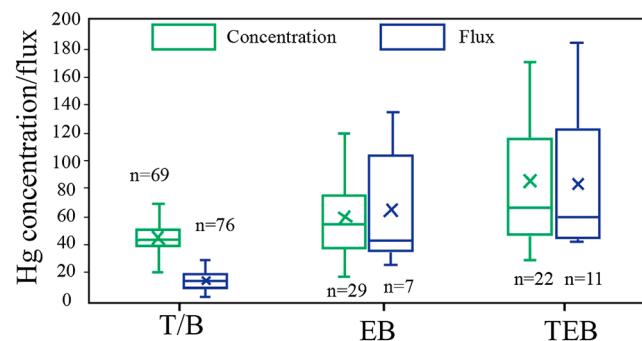 Hg concentration/flux
200
180
160
140
120
100
80
60
40
20
0
Concentration
Flux
n=69
n=76
n=29
n=7
n=22
n=11
T/B
EB
TEB